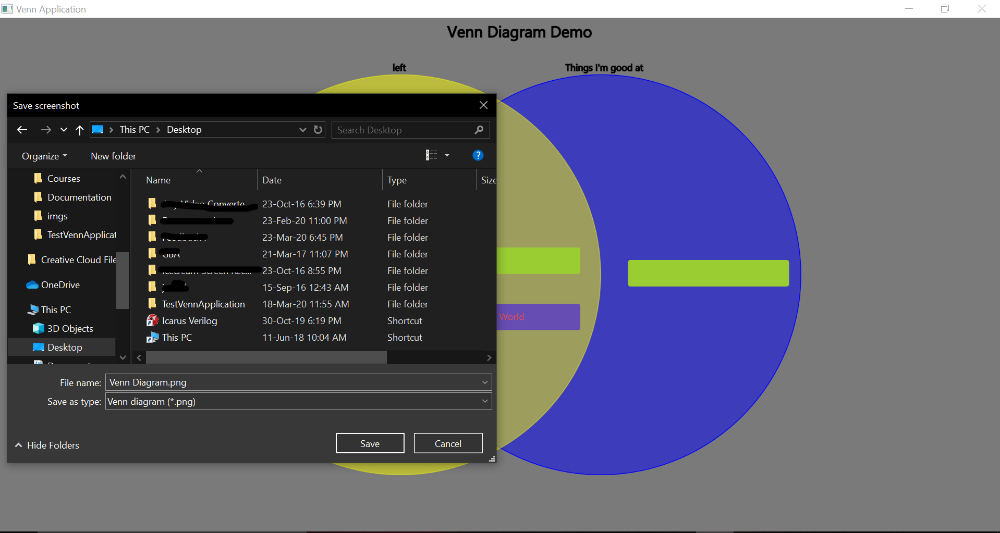 Venn Application
Venn Diagram Demo
left
Things I'm good at
Save screenshot
This PC
Desktop
Search Desktop
Organize
New folder
?
Name
Date
Type
Size
Courses
Documentation
imgs
TestVennApplicat
Creative Cloud File
OneDrive
This PC
3D Objects
Desktop
Video Converte
23-Oct-16 6:39 PM
File folder
23-Feb-20 11:00 PM
File folder
23-Mar-20 6:45 PM
File folder
GBA
21-Mar-17 11:07 PM
File folder
Icecream Screen Rec...
23-Oct-16 8:55 PM
File folder
15-Sep-16 12:43 AM
File folder
TestVennApplication
18-Mar-20 11:55 AM
File folder
Icarus Verilog
30-Oct-19 6:19 PM
Shortcut
This PC
11-Jun-18 10:04 AM
Shortcut
World
File name:
Venn Diagram.png
Save as type:
Venn diagram (*.png)
Hide Folders
Save
Cancel